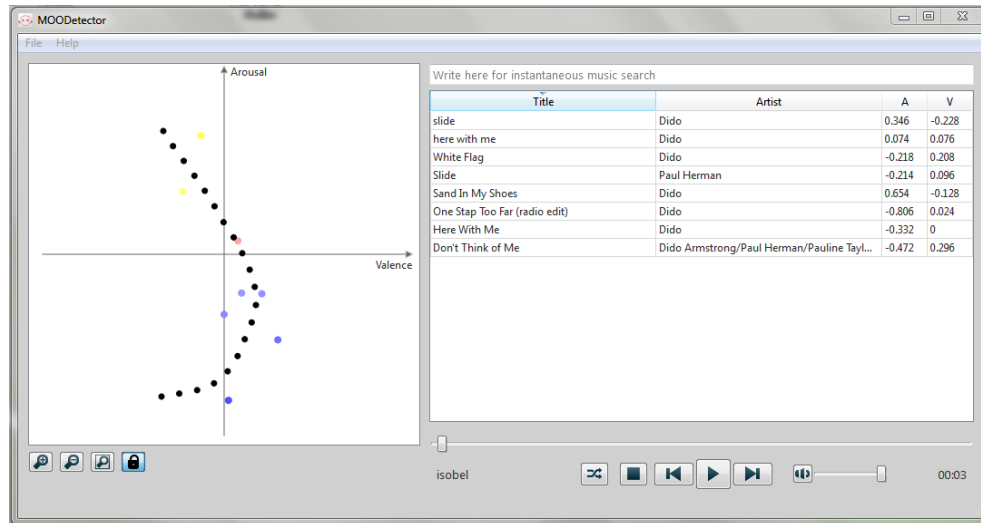 MOODetector
File Help
Arousal
Valence
Write here for instantaneous music search
Title Artist A V
slide Dido 0.346 -0.228
here with me Dido 0.074 0.076
White Flag Dido -0.218 0.208
Slide Paul Herman -0.214 0.096
Sand In My Shoes Dido 0.654 -0.128
One Stap Too Far (radio edit) Dido -0.806 0.024
Here With Me Dido -0.332 0
Don't Think of Me Dido Armstrong/Paul Herman/Pauline Tayl... -0.472 0.296
isobel 00:03